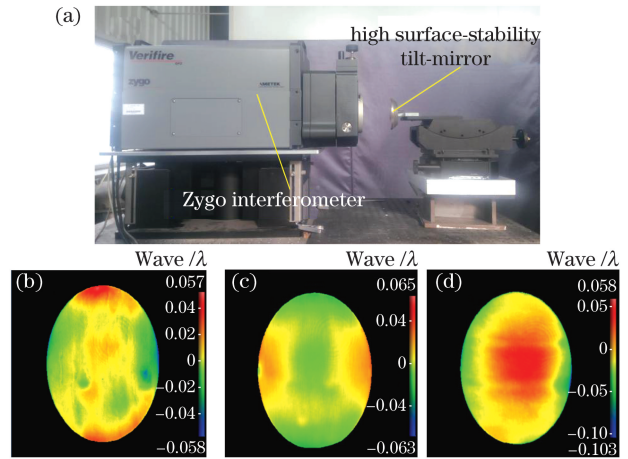 (a)
high surface-stability
tilt-mirror
Verifire
zygo
Zygo interferometer
Wave /λ
Wave /λ
Wave /λ
(b)
0.057
0.04
0.02
0
−0.02
−0.04
−0.058
(c)
0.065
0.04
0
−0.04
−0.063
(d)
0.058
0.05
0
−0.05
−0.10
−0.103